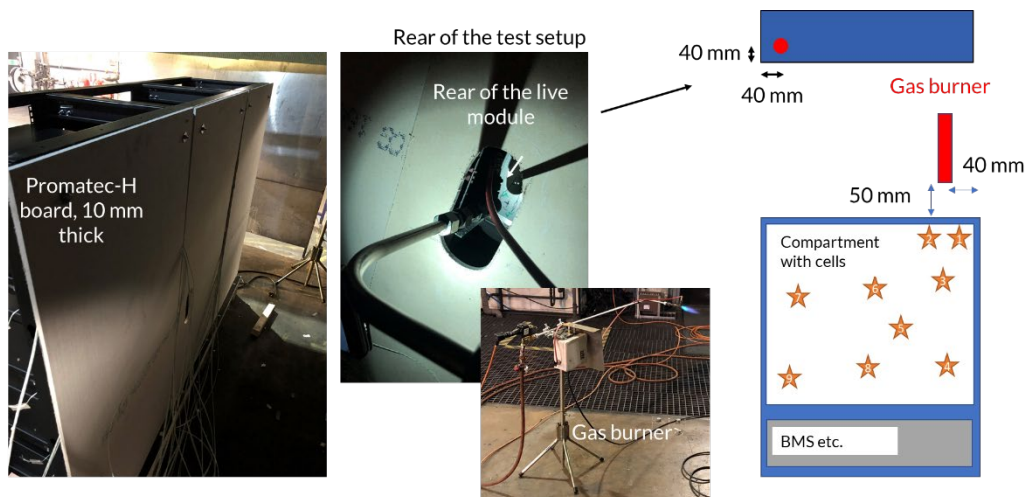 Rear of the test setup
Promatec-H
board, 10 mm
thick
Rear of the live
module
Gas burner
40 mm
40 mm
Gas burner
40 mm
50 mm
Compartment
with cells
2 1
3
6
7
5
4
8
9
BMS etc.